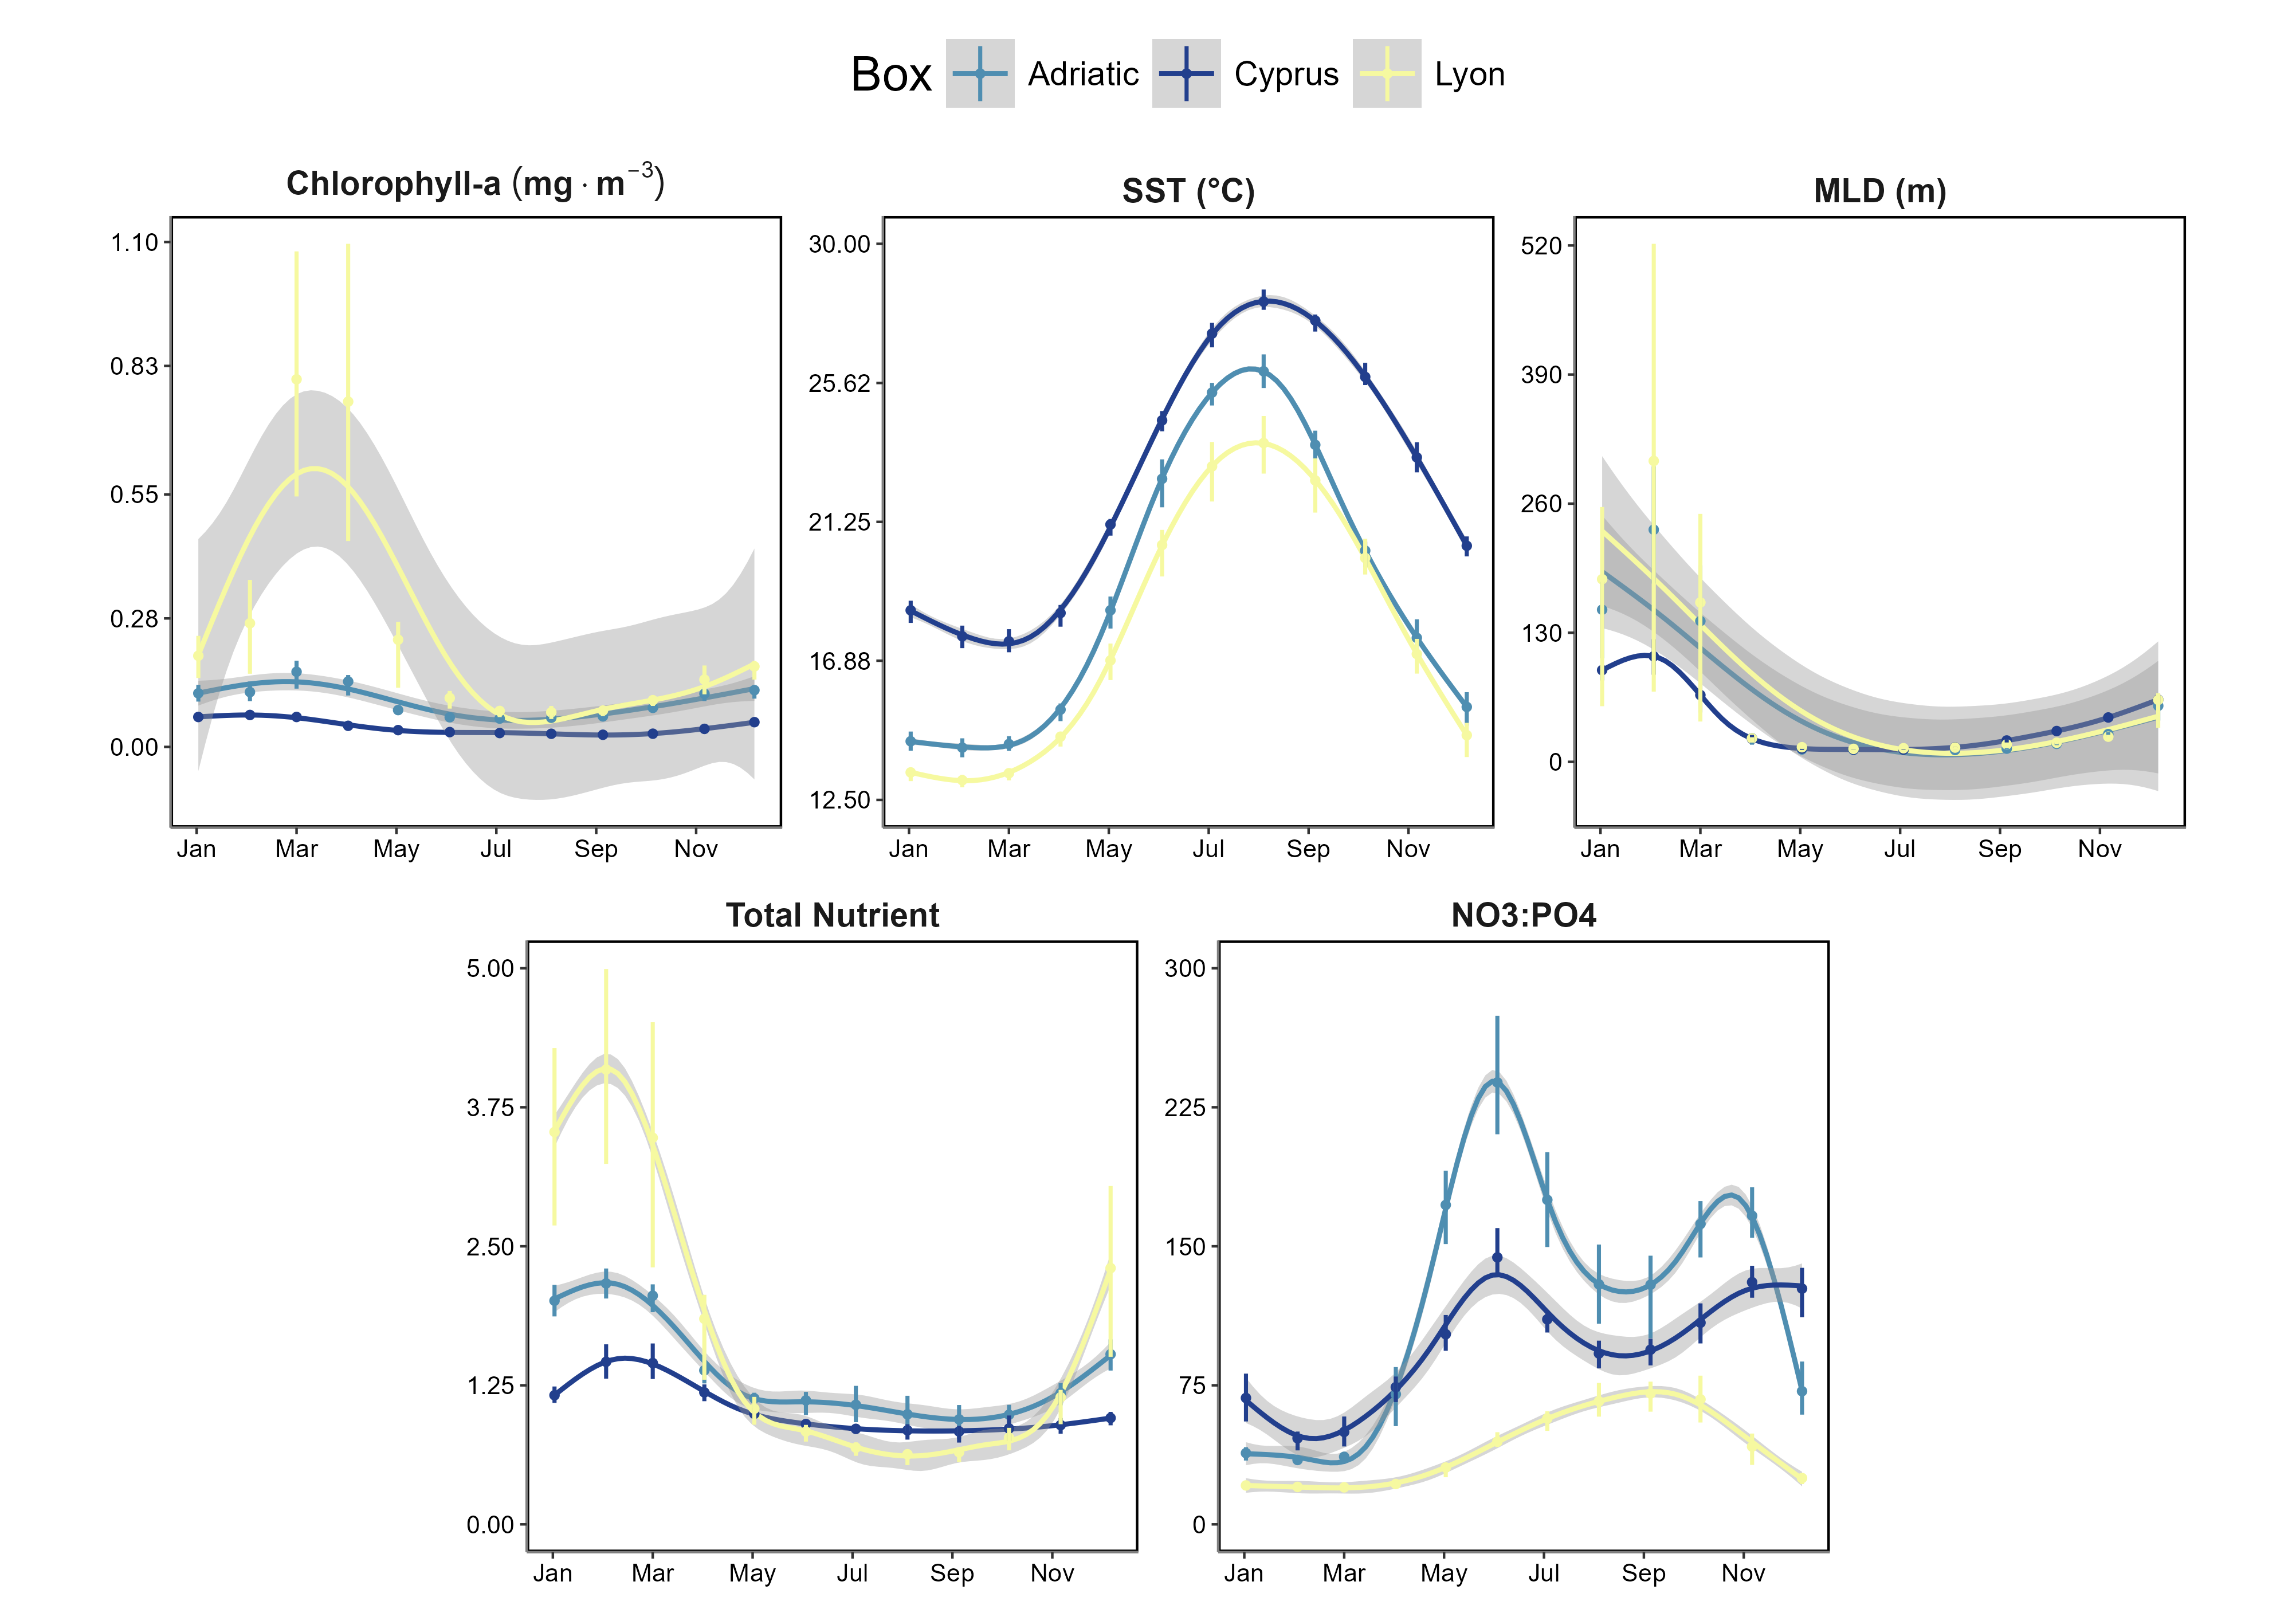 Box Adriatic Cyprus Lyon
Chlorophyll-a (mg · m⁻³)
1.10
0.83
0.55
0.28
0.00
Jan Mar May Jul Sep Nov
SST (°C)
30.00
25.62
21.25
16.88
12.50
Jan Mar May Jul Sep Nov
MLD (m)
520
390
260
130
0
Jan Mar May Jul Sep Nov
Total Nutrient
5.00
3.75
2.50
1.25
0.00
Jan Mar May Jul Sep Nov
NO3:PO4
300
225
150
75
0
Jan Mar May Jul Sep Nov